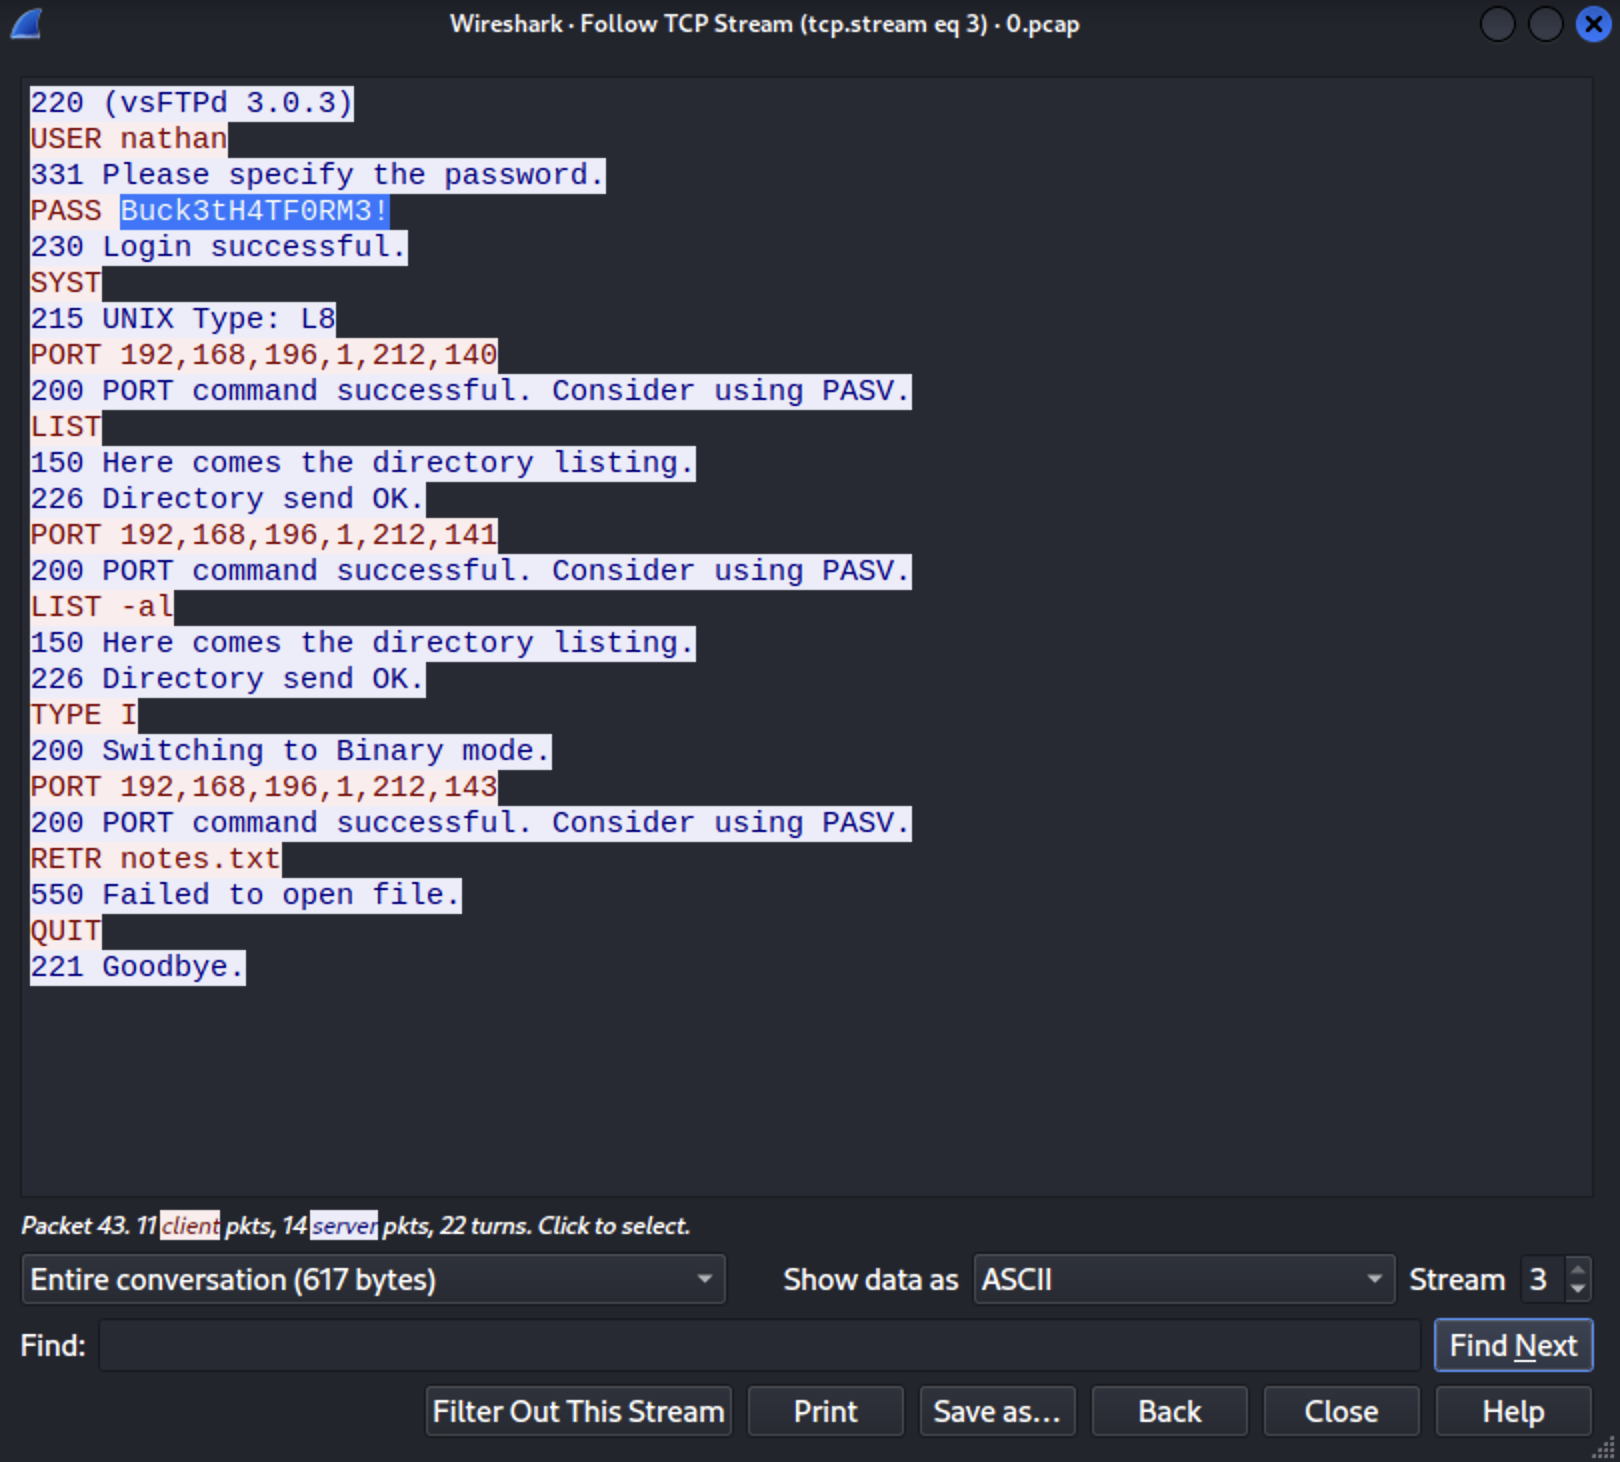 Wireshark · Follow TCP Stream (tcp.stream eq 3) · 0.pcap
220 (vsFTPd 3.0.3)
USER nathan
331 Please specify the password.
PASS Buck3tH4TF0RM3!
230 Login successful.
SYST
215 UNIX Type: L8
PORT 192,168,196,1,212,140
200 PORT command successful. Consider using PASV.
LIST
150 Here comes the directory listing.
226 Directory send OK.
PORT 192,168,196,1,212,141
200 PORT command successful. Consider using PASV.
LIST -al
150 Here comes the directory listing.
226 Directory send OK.
TYPE I
200 Switching to Binary mode.
PORT 192,168,196,1,212,143
200 PORT command successful. Consider using PASV.
RETR notes.txt
550 Failed to open file.
QUIT
221 Goodbye.
Packet 43. 11 client pkts, 14 server pkts, 22 turns. Click to select.
Entire conversation (617 bytes) Show data as ASCII Stream 3
Find: Find Next
Filter Out This Stream Print Save as... Back Close Help